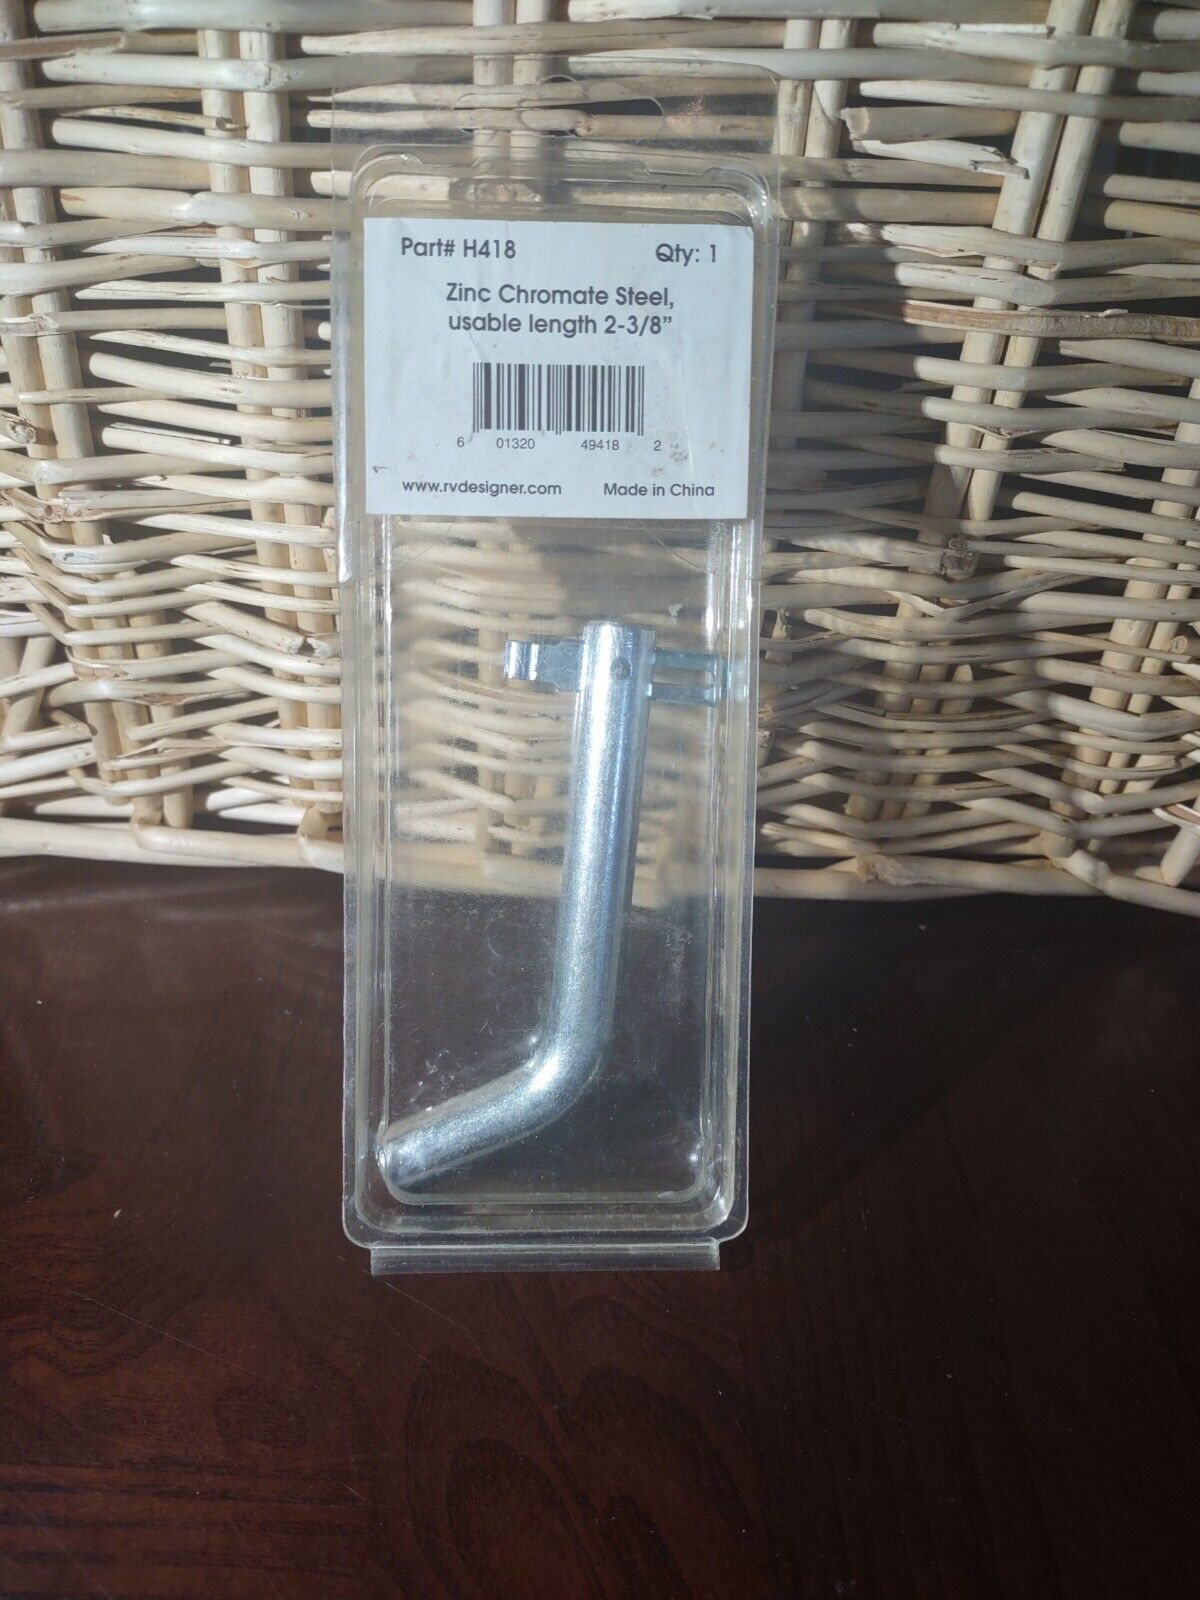 Part# H418 Qty: 1
Zinc Chromate Steel,
usable length 2-3/8”
6 01320 49418 2
www.rvdesigner.com Made in China